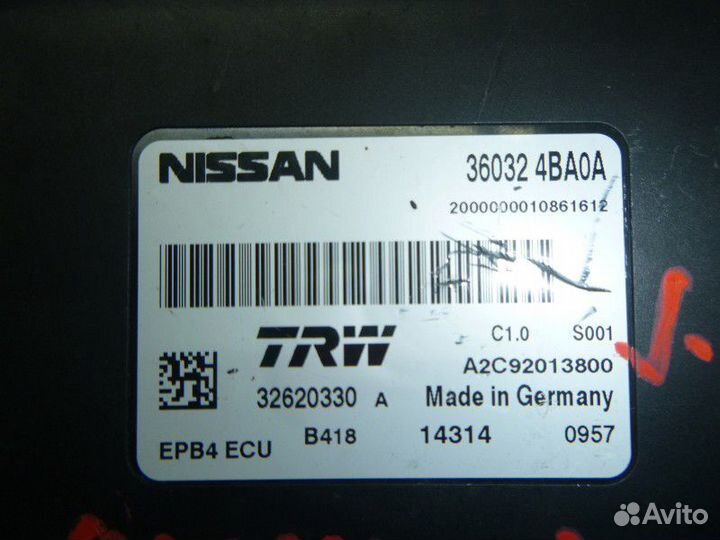 NISSAN 36032 4BA0A
2000000010861612
TRW C1.0 S001
A2C92013800
32620330 A Made in Germany
EPB4 ECU B418 14314 0957
Avito